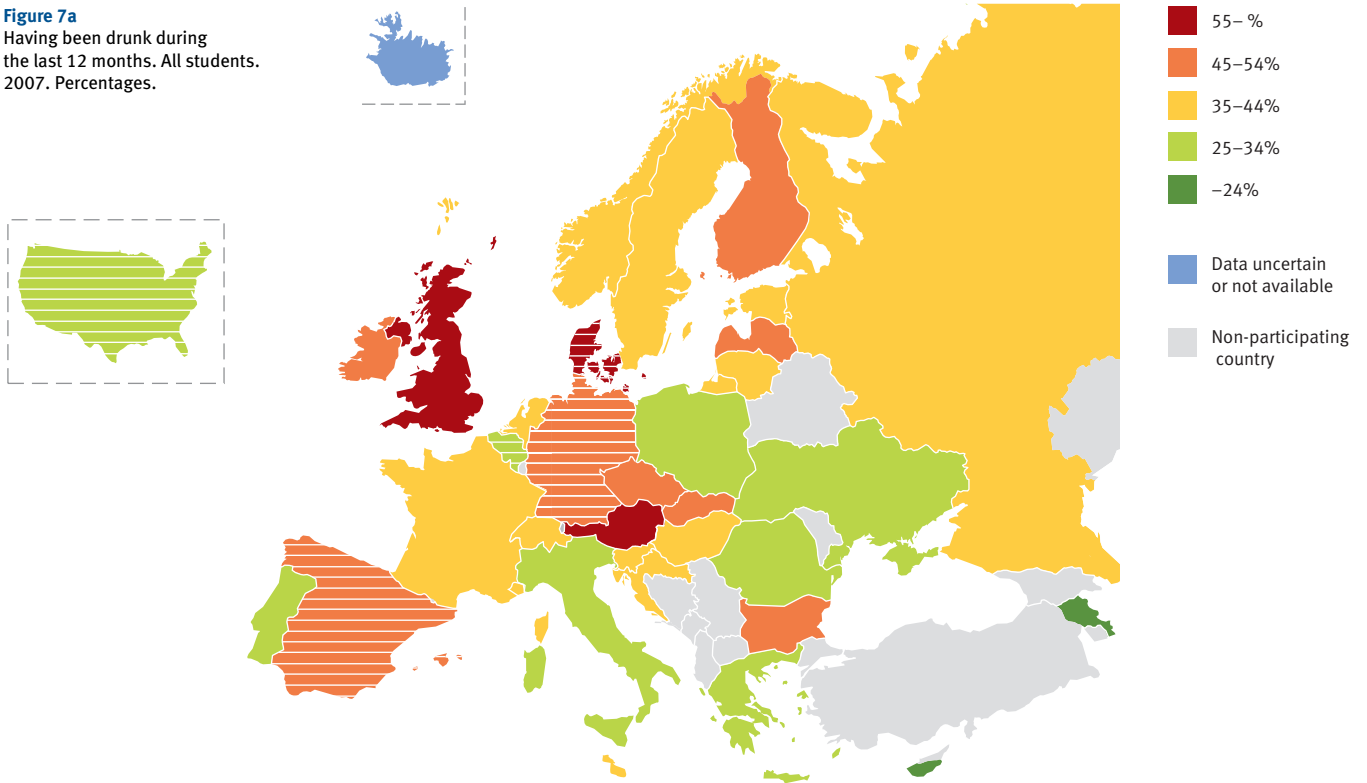 Figure 7a
Having been drunk during
the last 12 months. All students.
2007. Percentages.
55– %
45–54%
35–44%
25–34%
–24%
Data uncertain
or not available
Non-participating
country